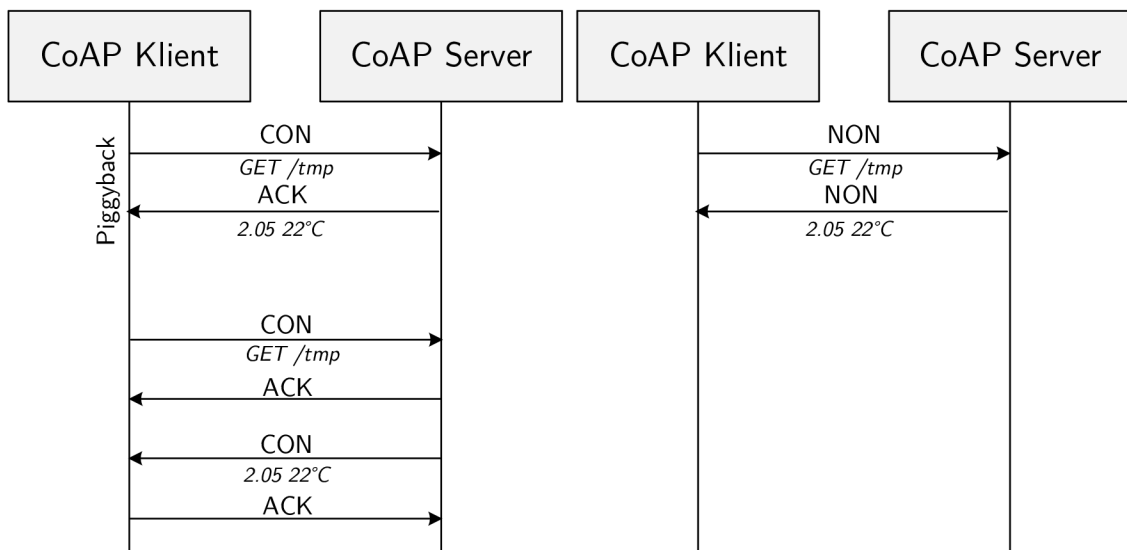 CoAP Klient
CoAP Server
Piggyback
CON
GET /tmp
ACK
2.05 22°C
CON
GET /tmp
ACK
CON
2.05 22°C
ACK
CoAP Klient
CoAP Server
NON
GET /tmp
NON
2.05 22°C